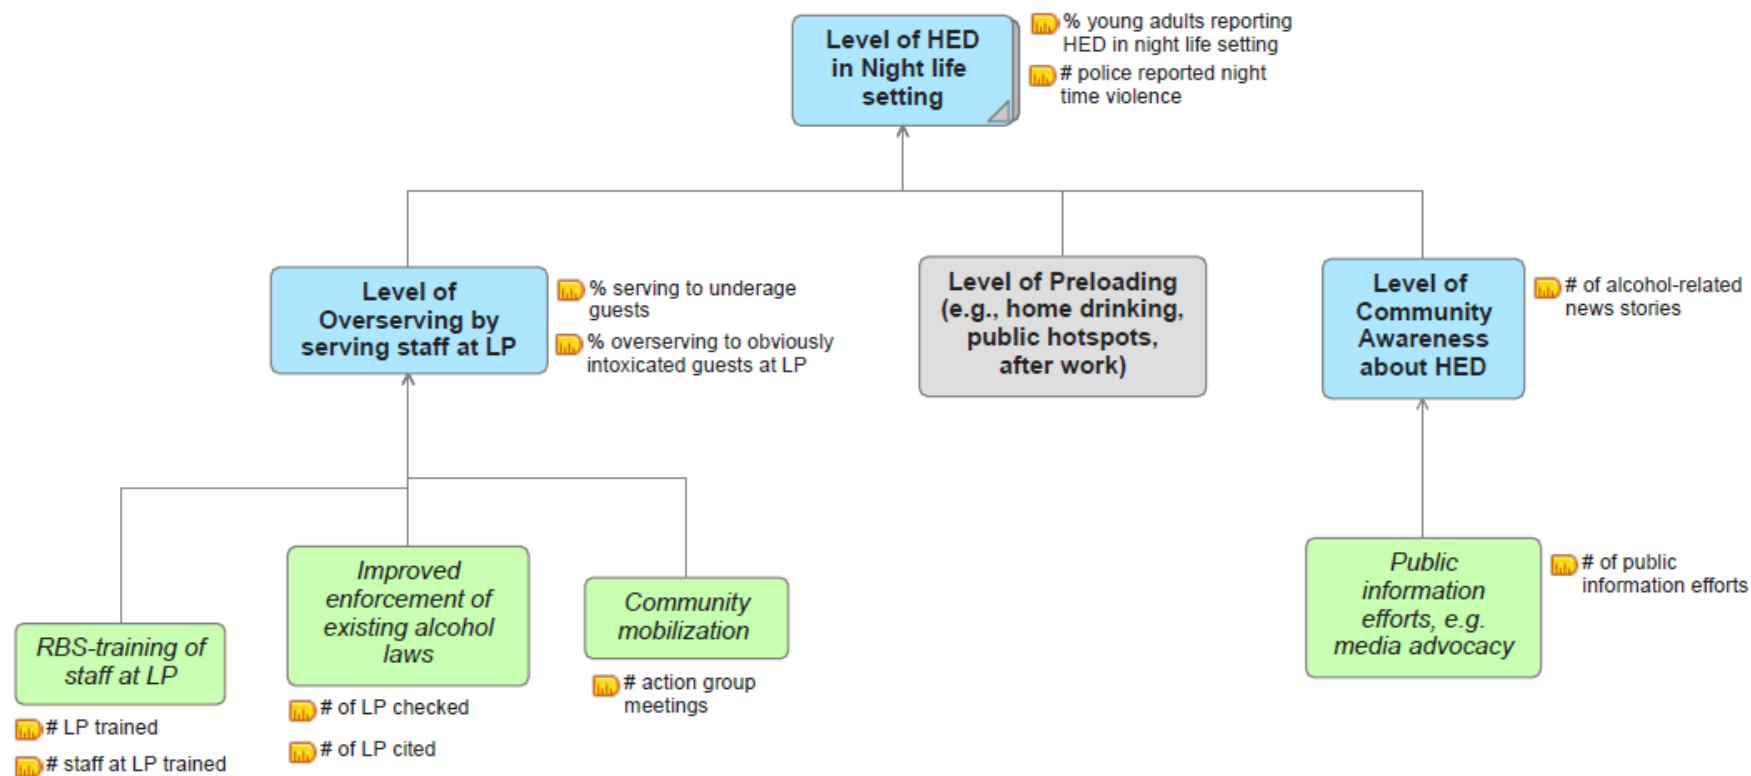 Level of HED
in Night life
setting
% young adults reporting
HED in night life setting
# police reported night
time violence
Level of
Overserving by
serving staff at LP
% serving to underage
guests
% overserving to obviously
intoxicated guests at LP
Level of Preloading
(e.g., home drinking,
public hotspots,
after work)
Level of
Community
Awareness
about HED
# of alcohol-related
news stories
RBS-training of
staff at LP
# LP trained
# staff at LP trained
Improved
enforcement of
existing alcohol
laws
# of LP checked
# of LP cited
Community
mobilization
# action group
meetings
Public
information
efforts, e.g.
media advocacy
# of public
information efforts